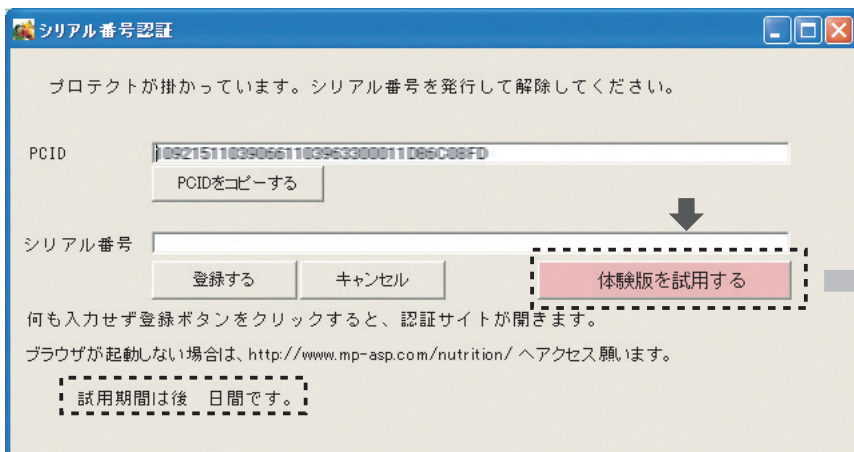 シリアル番号認証
プロテクトが掛かっています。シリアル番号を発行して解除してください。
PCID
PCIDをコピーする
シリアル番号
登録する キャンセル 体験版を試用する
何も入力せず登録ボタンをクリックすると、認証サイトが開きます。
ブラウザが起動しない場合は、http://www.mp-asp.com/nutrition/ へアクセス願います。
試用期間は後 日間です。